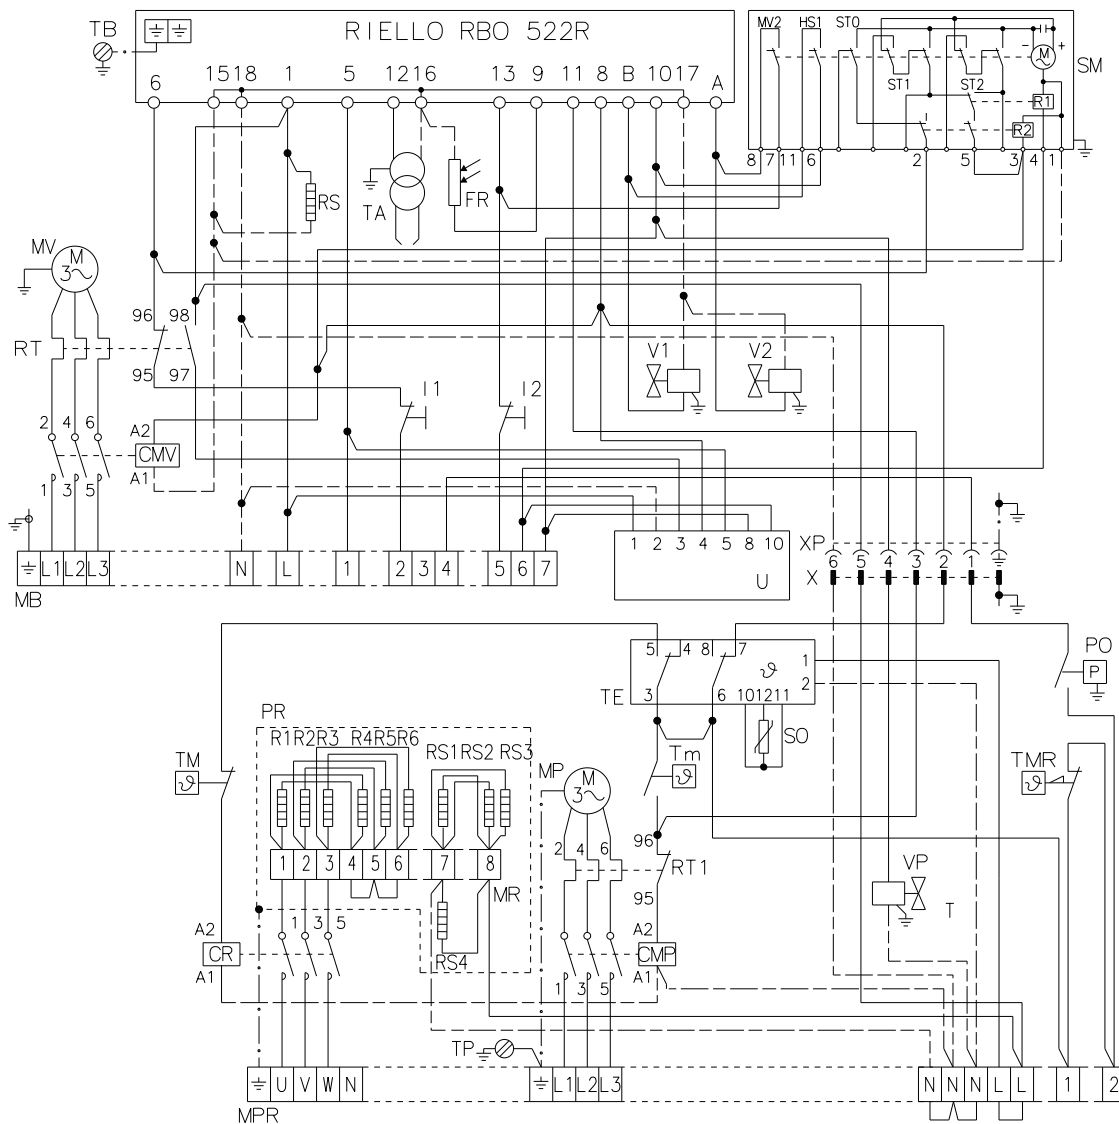 TB
RIELLO RBO 522R
6 15 18 1 5 12 16 13 9 11 8 B 10 17 A
MV2 HS1 ST0
- M +
SM
ST1 ST2
R1
R2
8 7 11 6 2 5 3 4 1
RS
TA
FR
MV
M
3
96 98
RT
95 97
V1 V2
I1 I2
2 4 6
A2
CMV
A1
1 3 5
1 2 3 4 5 8 10
U
XP
6 5 4 3 2 1
X
L1 L2 L3 N L 1 2 3 4 5 6 7
MB
5 4 8 7
ϑ
1
2
3 6 10 12 11
TE
SO
PO
P
PR
R1 R2 R3 R4 R5 R6
RS1 RS2 RS3
TM
ϑ
MP
M
3
Tm
ϑ
TMR
ϑ
1 2 3 4 5 6 7 8
MR
2 4 6
96
RT1
95
VP
T
A2
CR
A1
1 3 5
RS4
A2
CMP
A1
1 3 5
TP
U V W N L1 L2 L3 N N N L L 1 2
MPR